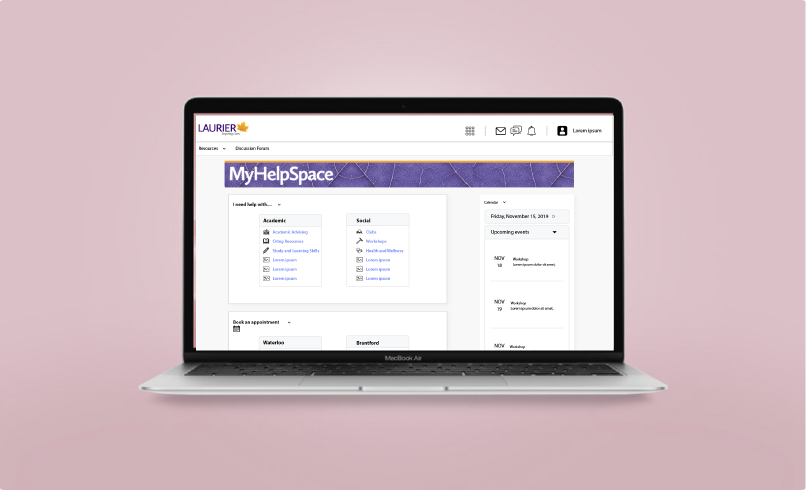 LAURIER
Lorem ipsum
Resources
Discussion Forum
MyHelpSpace
I need help with...
Academic
Academic Advising
Citing Resources
Study and Learning Skills
Lorem ipsum
Lorem ipsum
Lorem ipsum
Social
Clubs
Workshops
Health and Wellness
Lorem ipsum
Lorem ipsum
Lorem ipsum
Calendar
Friday, November 15, 2019
Upcoming events
NOV
18
Workshop
Lorem ipsum dolor sit amet,
NOV
19
Workshop
Lorem ipsum dolor sit amet,
NOV
Workshop
Book an appointment
Waterloo
Brantford
MacBook Air